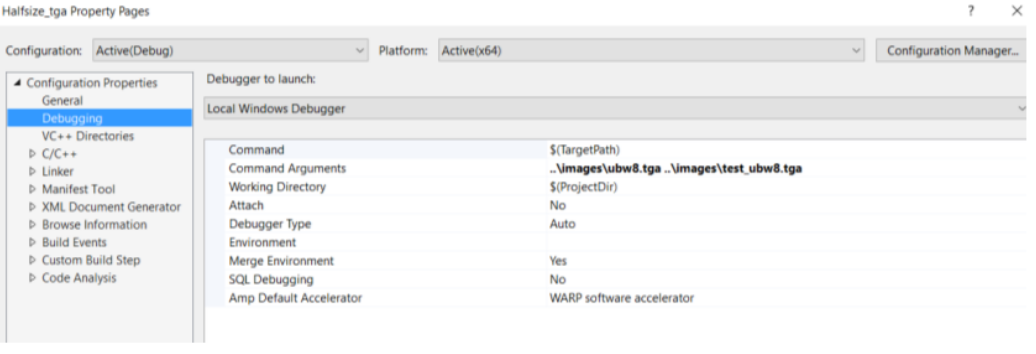 Halfsize_tga Property Pages ? ×
Configuration: Active(Debug) Platform: Active(x64) Configuration Manager...
Configuration Properties
General
Debugging
VC++ Directories
C/C++
Linker
Manifest Tool
XML Document Generator
Browse Information
Build Events
Custom Build Step
Code Analysis
Debugger to launch:
Local Windows Debugger
Command $(TargetPath)
Command Arguments ..\images\ubw8.tga ..\images\test_ubw8.tga
Working Directory $(ProjectDir)
Attach No
Debugger Type Auto
Environment
Merge Environment Yes
SQL Debugging No
Amp Default Accelerator WARP software accelerator